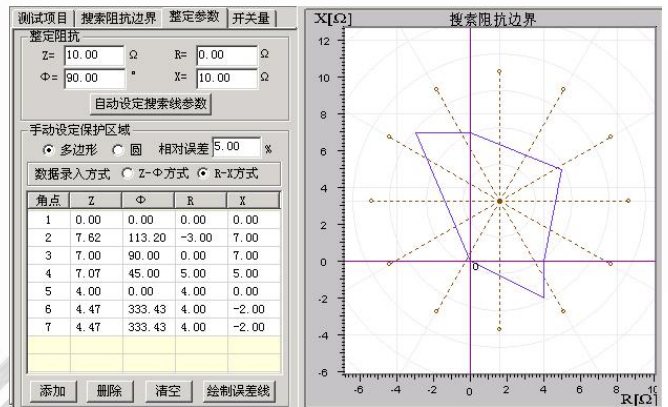 测试项目 搜索阻抗边界 整定参数 开关量
整定阻抗
Z= 10.00 Ω R= 0.00 Ω
Φ= 90.00 ° X= 10.00 Ω
自动设定搜索线参数
手动设定保护区域
多边形 圆 相对误差 5.00 %
数据录入方式 Z-Φ方式 R-X方式
角点 Z Φ R X
1 0.00 0.00 0.00 0.00
2 7.62 113.20 -3.00 7.00
3 7.00 90.00 0.00 7.00
4 7.07 45.00 5.00 5.00
5 4.00 0.00 4.00 0.00
6 4.47 333.43 4.00 -2.00
7 4.47 333.43 4.00 -2.00
添加 删除 清空 绘制误差线
X[Ω] 搜索阻抗边界
12
10
8
6
4
2
0
0
-2
-4
-6
-6 -4 -2 0 2 4 6 8 10
R[Ω]